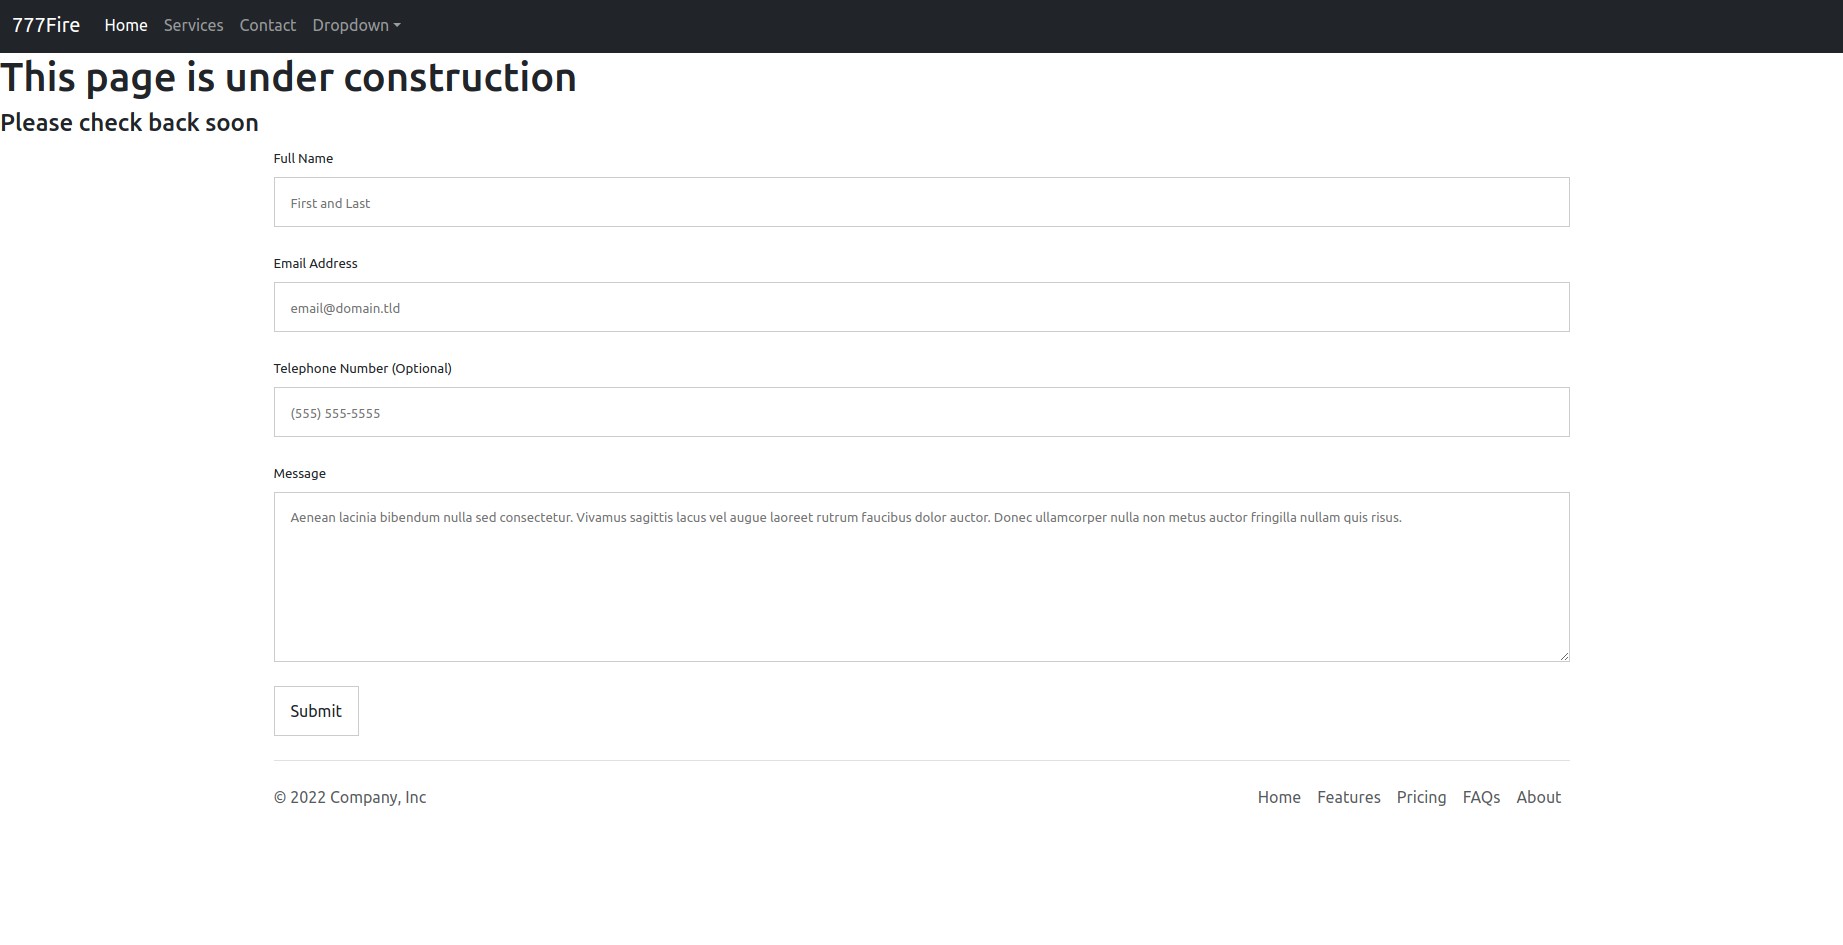 777Fire Home Services Contact Dropdown
This page is under construction
Please check back soon
Full Name
First and Last
Email Address
email@domain.tld
Telephone Number (Optional)
(555) 555-5555
Message
Aenean lacinia bibendum nulla sed consectetur. Vivamus sagittis lacus vel augue laoreet rutrum faucibus dolor auctor. Donec ullamcorper nulla non metus auctor fringilla nullam quis risus.
Submit
© 2022 Company, Inc Home Features Pricing FAQs About